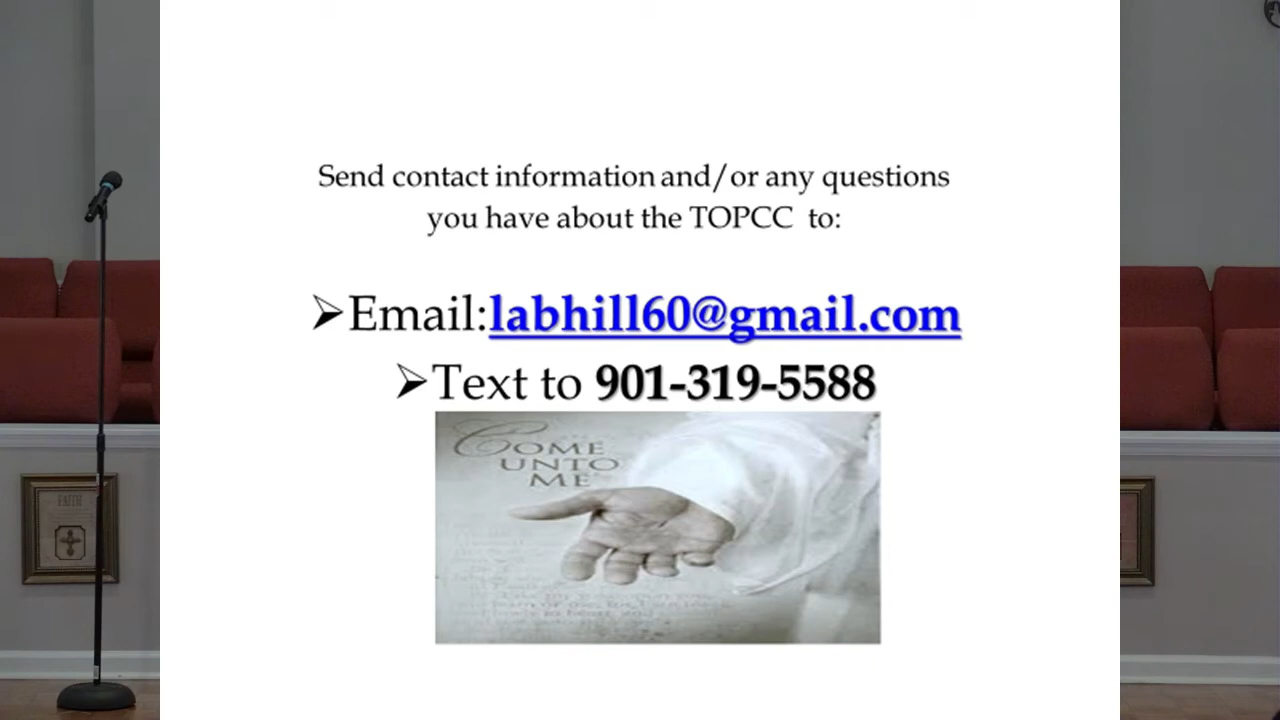 Send contact information and/or any questions
you have about the TOPCC to:
➢Email:labhill60@gmail.com
➢Text to 901-319-5588
COME
UNTO
ME
FAITH